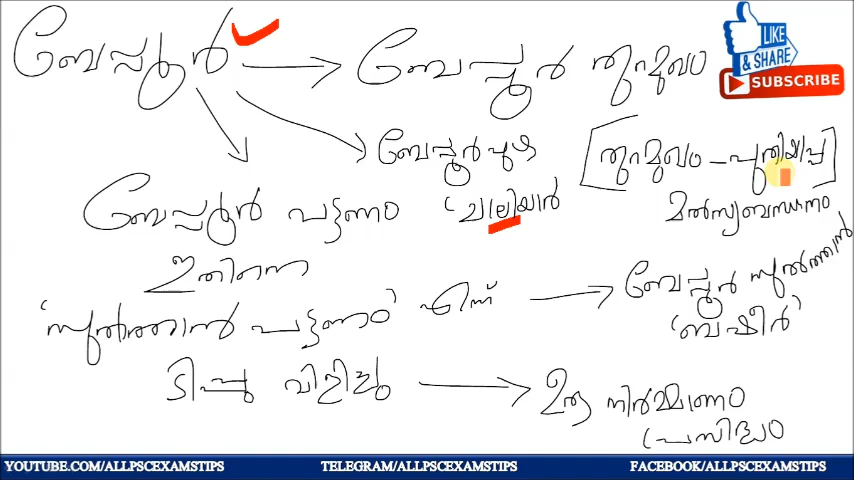 ബേപ്പൂർ
ബേപ്പൂർ തുറമുഖം
LIKE
& SHARE
SUBSCRIBE
ബേപ്പൂർ പുഴ
(ചാലിയാർ
[തുറമുഖം - പുതിയാപ്പ]
മൽസ്യബന്ധനം
ബേപ്പൂർ പട്ടണം
ഇതിനെ
'സുൽത്താൻ പട്ടണം' എന്ന്
ടിപ്പു വിളിച്ചു
ബേപ്പൂർ സുൽത്താൻ
'ബഷീർ'
ഉരു നിർമ്മാണം
പ്രസിദ്ധം
YOUTUBE.COM/ALLPSCEXAMSTIPS
TELEGRAM/ALLPSCEXAMSTIPS
FACEBOOK/ALLPSCEXAMSTIPS